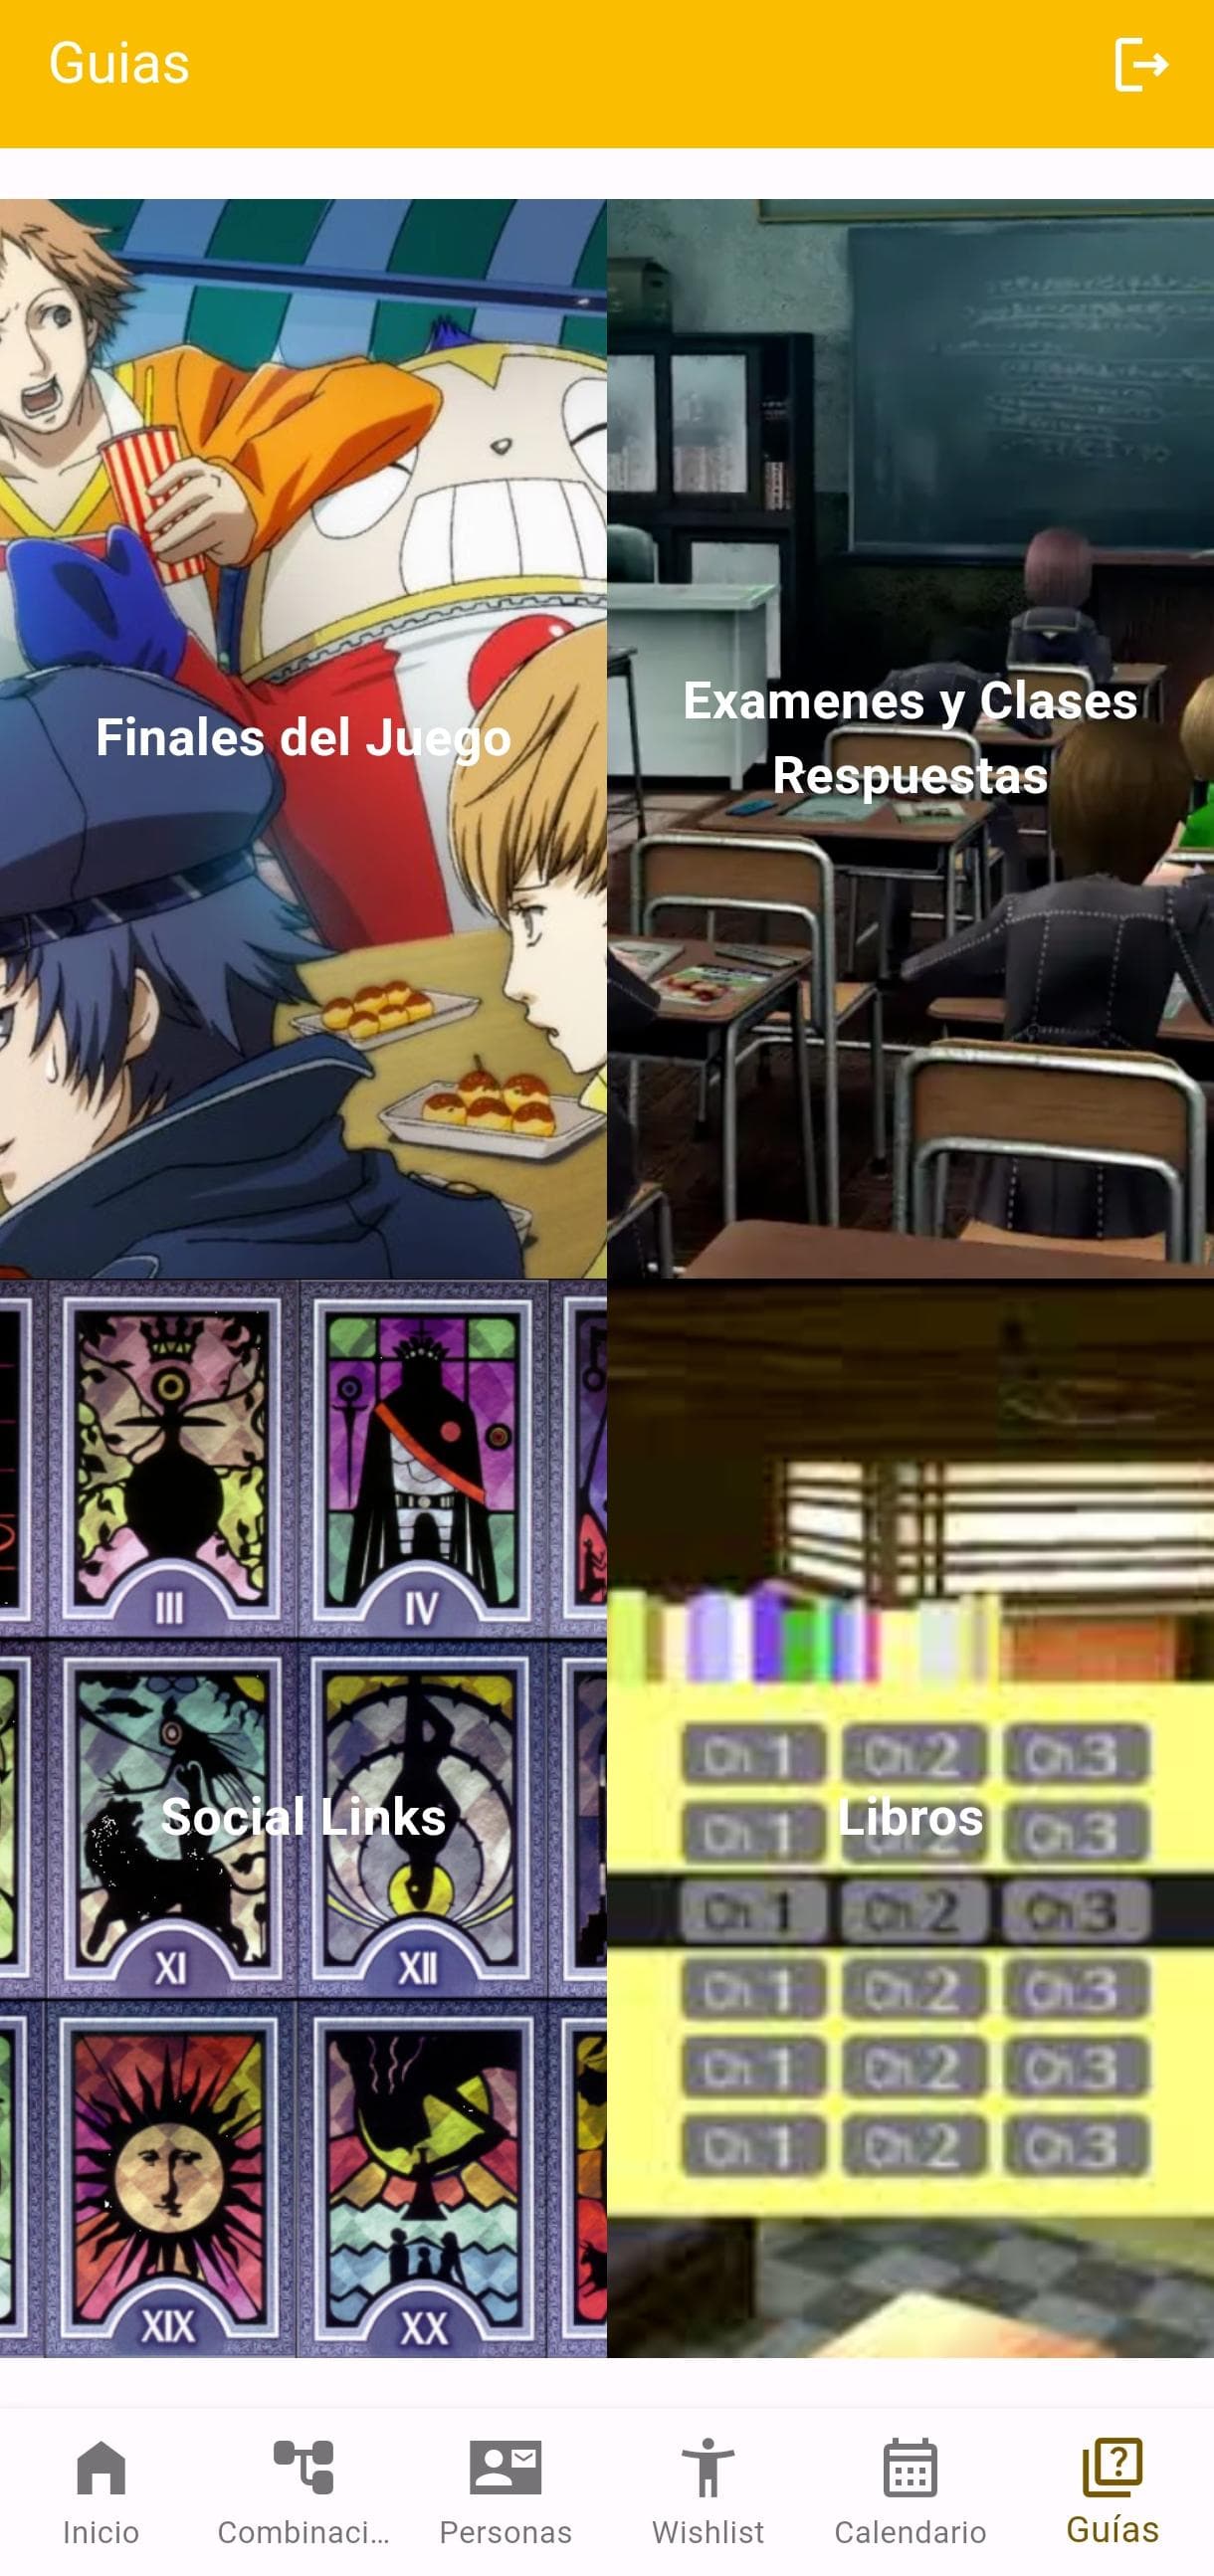 Guias
Finales del Juego
Examenes y Clases
Respuestas
III
IV
XI
XII
XIX
XX
Social Links
Ch.1 Ch.2 Ch.3
Ch.1 Ch.2 Ch.3
Libros
Ch.1 Ch.2 Ch.3
Ch.1 Ch.2 Ch.3
Ch.1 Ch.2 Ch.3
Ch.1 Ch.2 Ch.3
Inicio
Combinaci...
Personas
Wishlist
Calendario
Guías